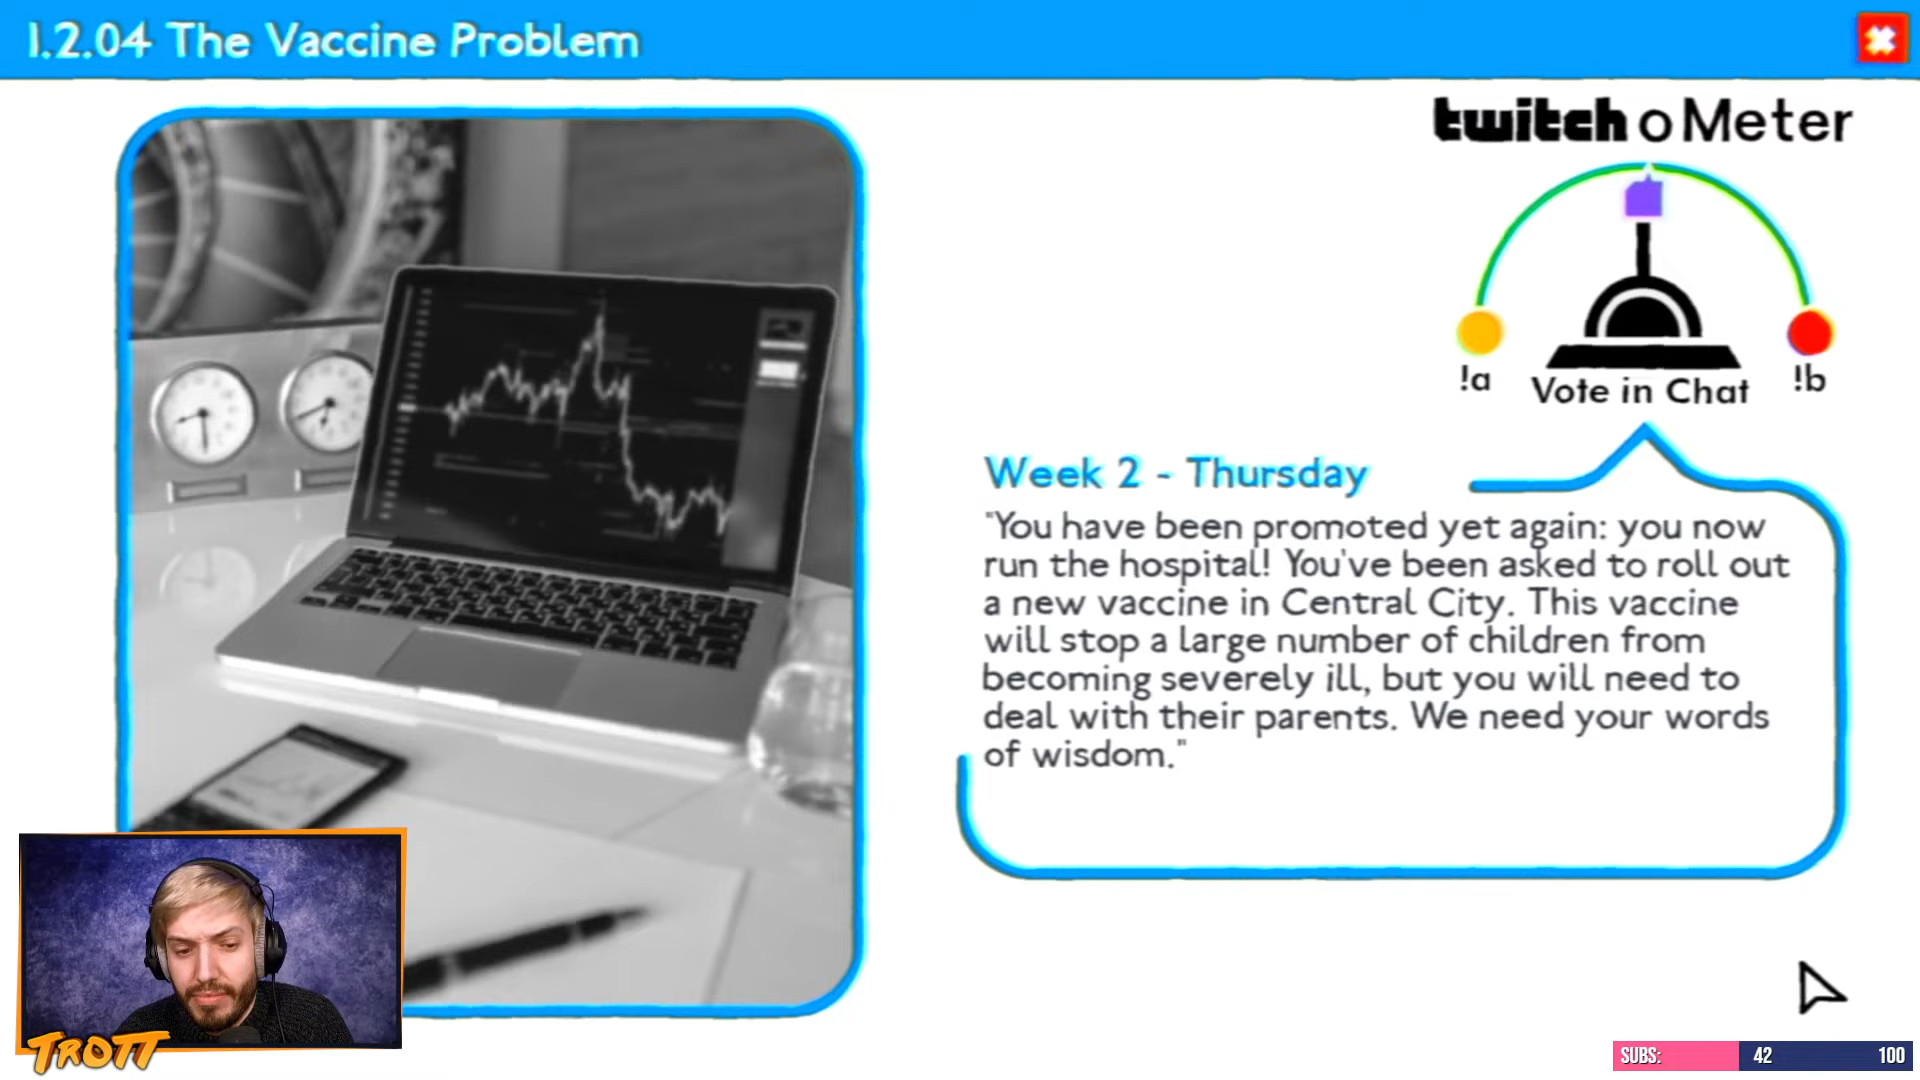 1.2.04 The Vaccine Problem
twitch o Meter
!a
Vote in Chat
!b
Week 2 - Thursday
"You have been promoted yet again: you now
run the hospital! You've been asked to roll out
a new vaccine in Central City. This vaccine
will stop a large number of children from
becoming severely ill, but you will need to
deal with their parents. We need your words
of wisdom."
TROTT
SUBS:
42
100